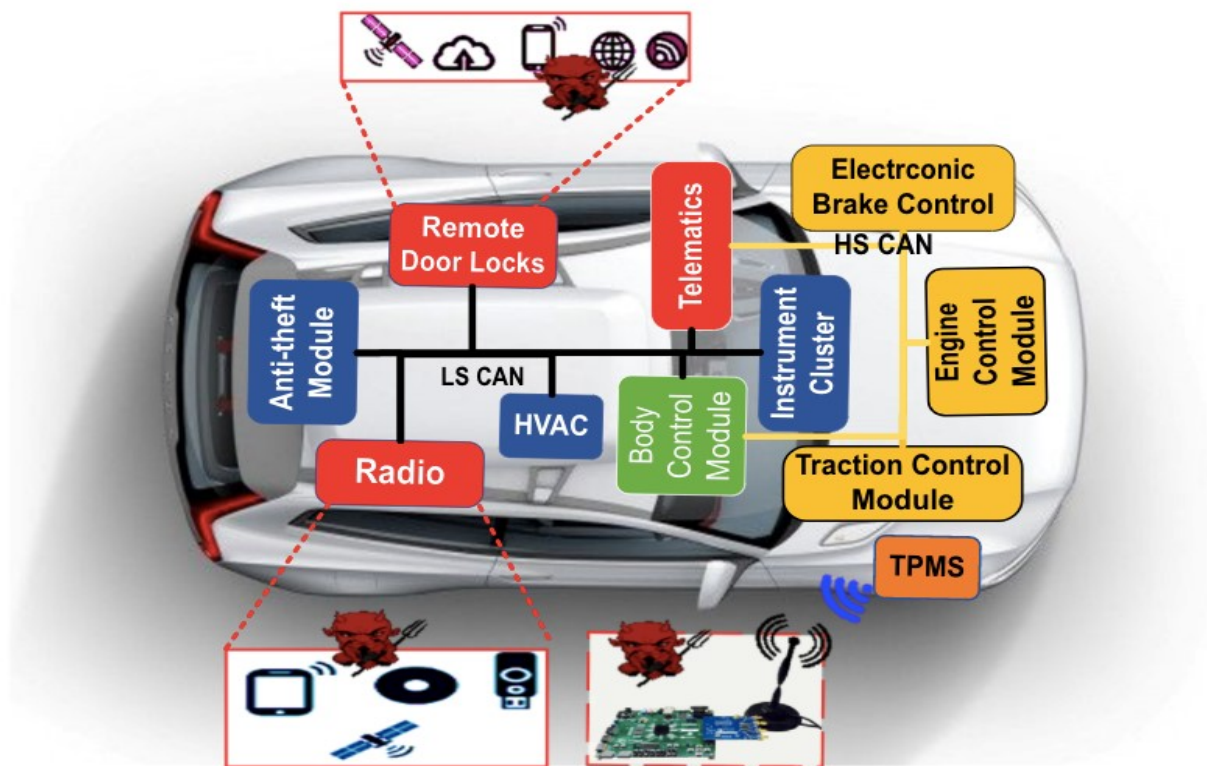 Electrconic
Brake Control
Remote
Door Locks
Telematics
HS CAN
Anti-theft
Module
Instrument
Cluster
Engine
Control
Module
LS CAN
HVAC
Body
Control
Module
Radio
Traction Control
Module
TPMS